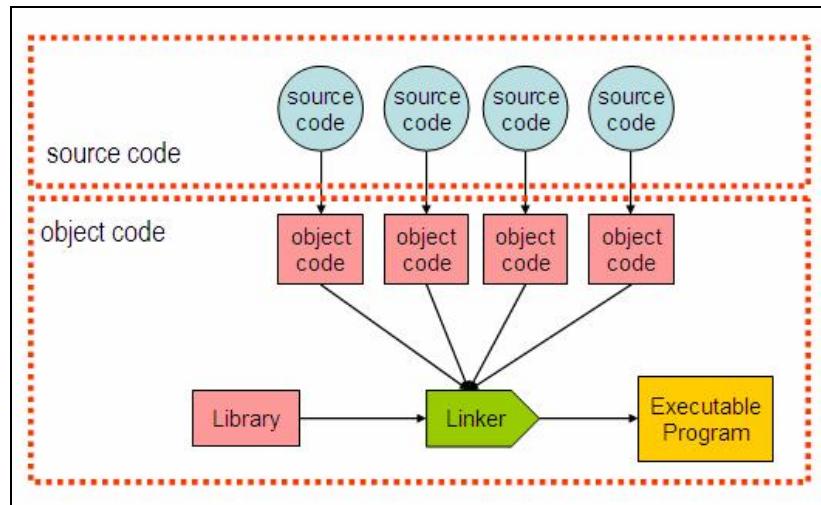 source
code
source
code
source
code
source
code
source code
object code
object
code
object
code
object
code
object
code
Library
Linker
Executable
Program